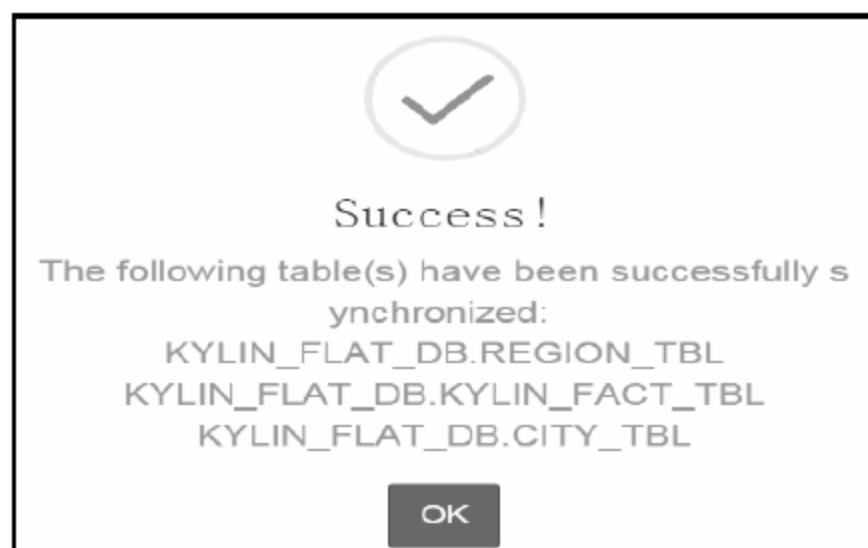 Success!
The following table(s) have been successfully s
ynchronized:
KYLIN_FLAT_DB.REGION_TBL
KYLIN_FLAT_DB.KYLIN_FACT_TBL
KYLIN_FLAT_DB.CITY_TBL
OK